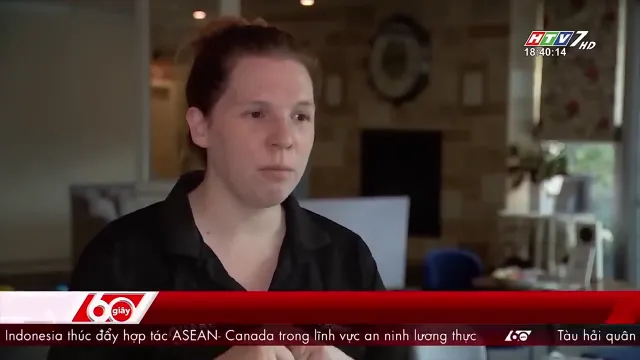 HTV7 HD
18:40:14
60 giây
Indonesia thúc đẩy hợp tác ASEAN- Canada trong lĩnh vực an ninh lương thực 60 Tàu hải quân